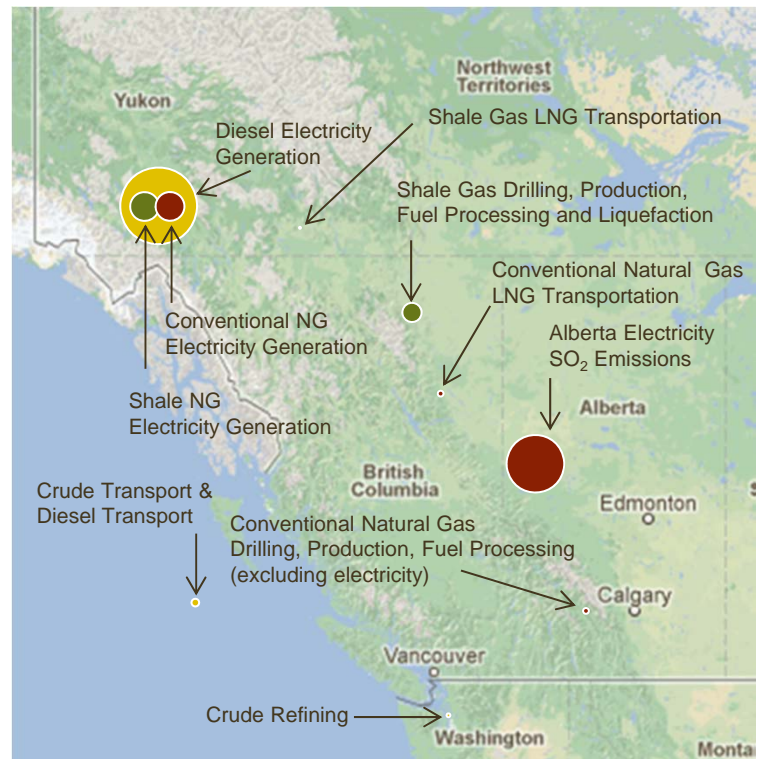 Northwest
Territories
Yukon
Shale Gas LNG Transportation
Diesel Electricity
Generation
Shale Gas Drilling, Production,
Fuel Processing and Liquefaction
Conventional Natural Gas
LNG Transportation
Conventional NG
Electricity Generation
Alberta Electricity
SO₂ Emissions
Shale NG
Electricity Generation
Alberta
British
Columbia
Crude Transport &
Diesel Transport
Edmonton
Conventional Natural Gas
Drilling, Production, Fuel Processing
(excluding electricity)
Calgary
Vancouver
Crude Refining
Washington
Monta